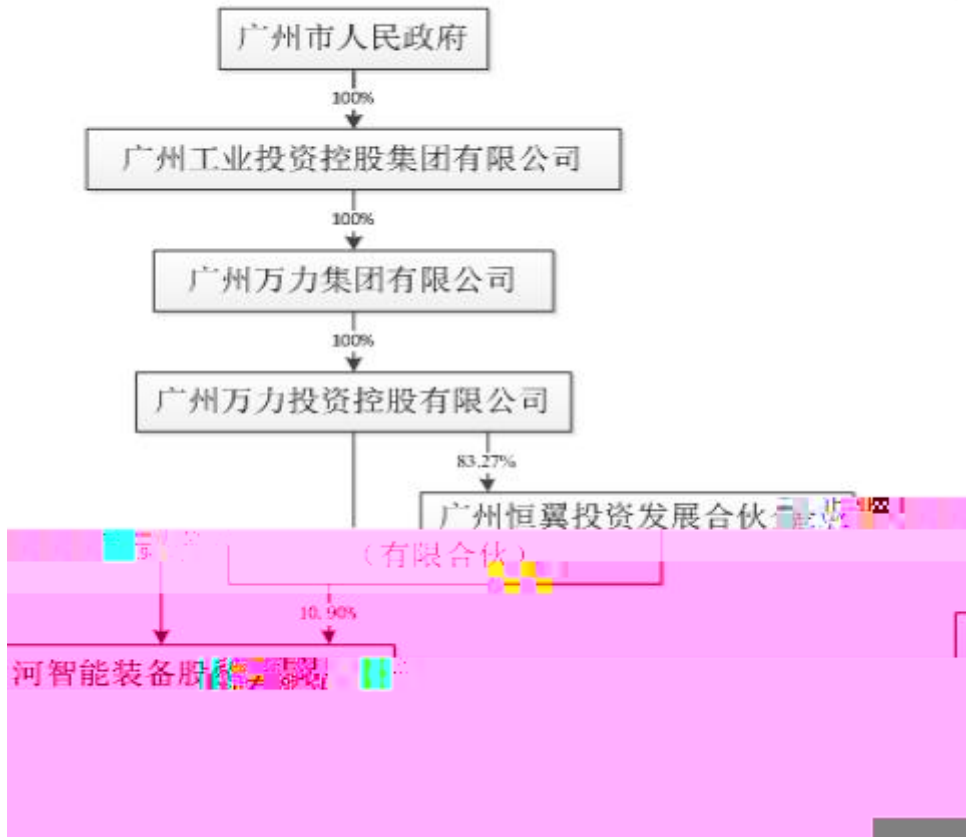 广州市人民政府
100%
广州工业投资控股集团有限公司
100%
广州万力集团有限公司
100%
广州万力投资控股有限公司
83.27%
广州恒翼投资发展合伙
（有限合伙）
10.90%
河智能装备股